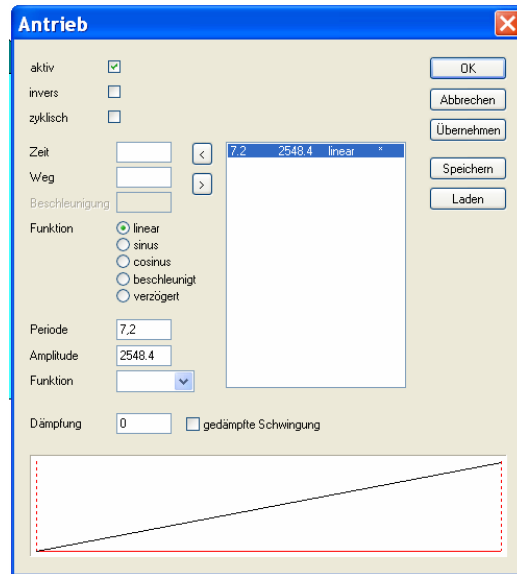 Antrieb
aktiv
invers
zyklisch
OK
Abbrechen
Übernehmen
Speichern
Laden
Zeit
Weg
Beschleunigung
<
>
7.2 2548.4 linear *
Funktion
linear
sinus
cosinus
beschleunigt
verzögert
Periode 7,2
Amplitude 2548.4
Funktion
Dämpfung 0 gedämpfte Schwingung